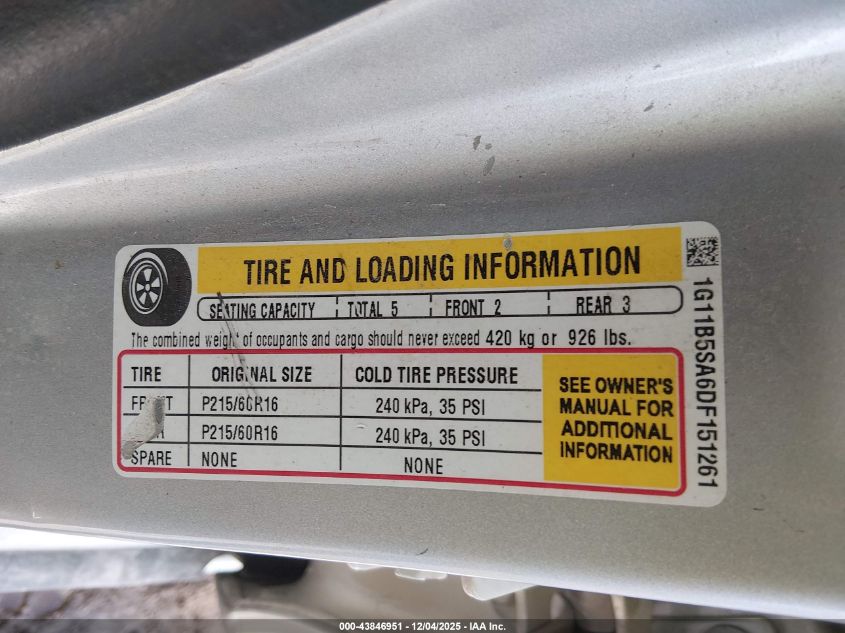 TIRE AND LOADING INFORMATION
SEATING CAPACITY TOTAL 5 FRONT 2 REAR 3
The combined weight of occupants and cargo should never exceed 420 kg or 926 lbs.
TIRE ORIGINAL SIZE COLD TIRE PRESSURE
FRONT P215/60R16 240 kPa, 35 PSI
P215/60R16 240 kPa, 35 PSI
SPARE NONE NONE
SEE OWNER'S
MANUAL FOR
ADDITIONAL
INFORMATION
1G11B5SA6DF151261
000-43846951 - 12/04/2025 - IAA Inc.